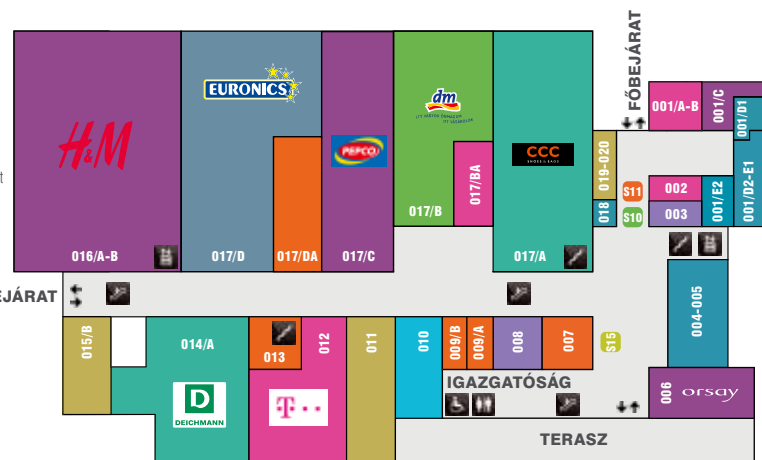 FŐBEJÁRAT
H&M
016/A-B
EURONICS
017/D
017/DA
PEPCO
017/C
dm
017/B
017/BA
CCC
SHOES & BAGS
017/A
019-020
018
S11
S10
001/A-B
001/C
001/D1
001/D2-E1
001/E2
002
003
t
EJÁRAT
015/B
014/A
DEICHMANN
013
012
T
011
010
009/B
009/A
008
007
S15
004-005
006
orsay
IGAZGATÓSÁG
TERASZ